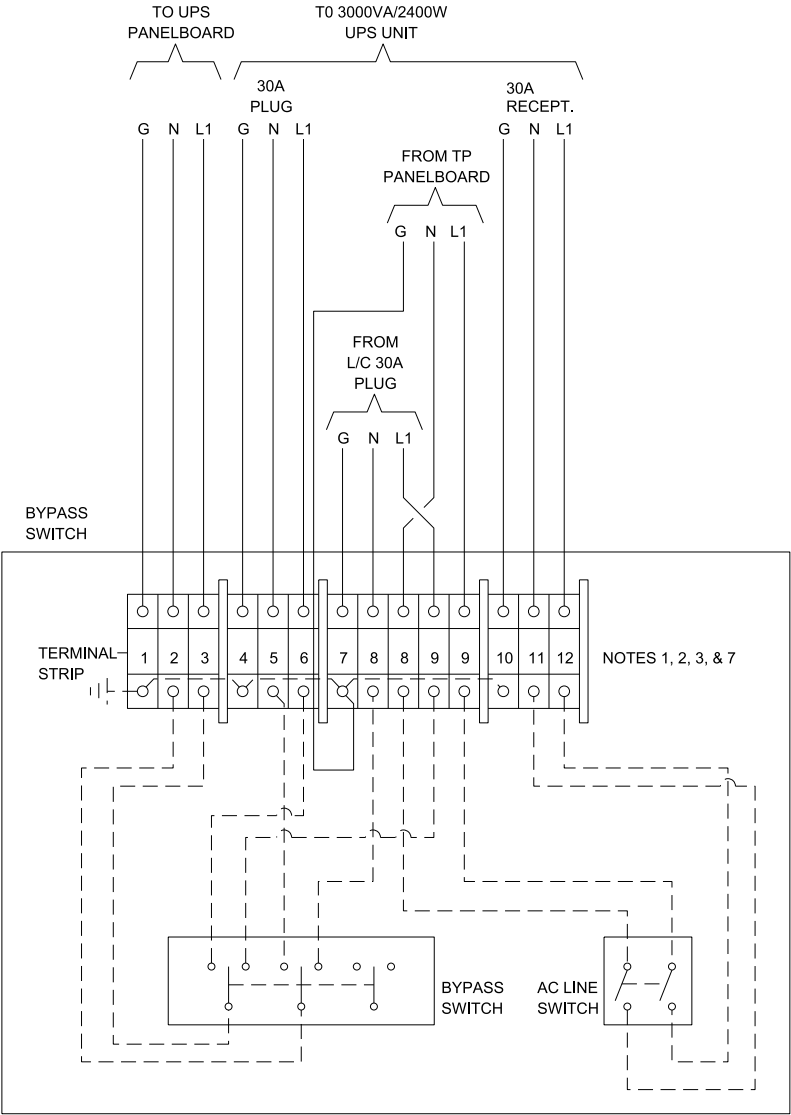 TO UPS
PANELBOARD
T0 3000VA/2400W
UPS UNIT
30A
PLUG
30A
RECEPT.
G N L1 G N L1 G N L1
FROM TP
PANELBOARD
G N L1
FROM
L/C 30A
PLUG
G N L1
BYPASS
SWITCH
TERMINAL
STRIP
1 2 3 4 5 6 7 8 8 9 9 10 11 12
NOTES 1, 2, 3, & 7
BYPASS
SWITCH
AC LINE
SWITCH